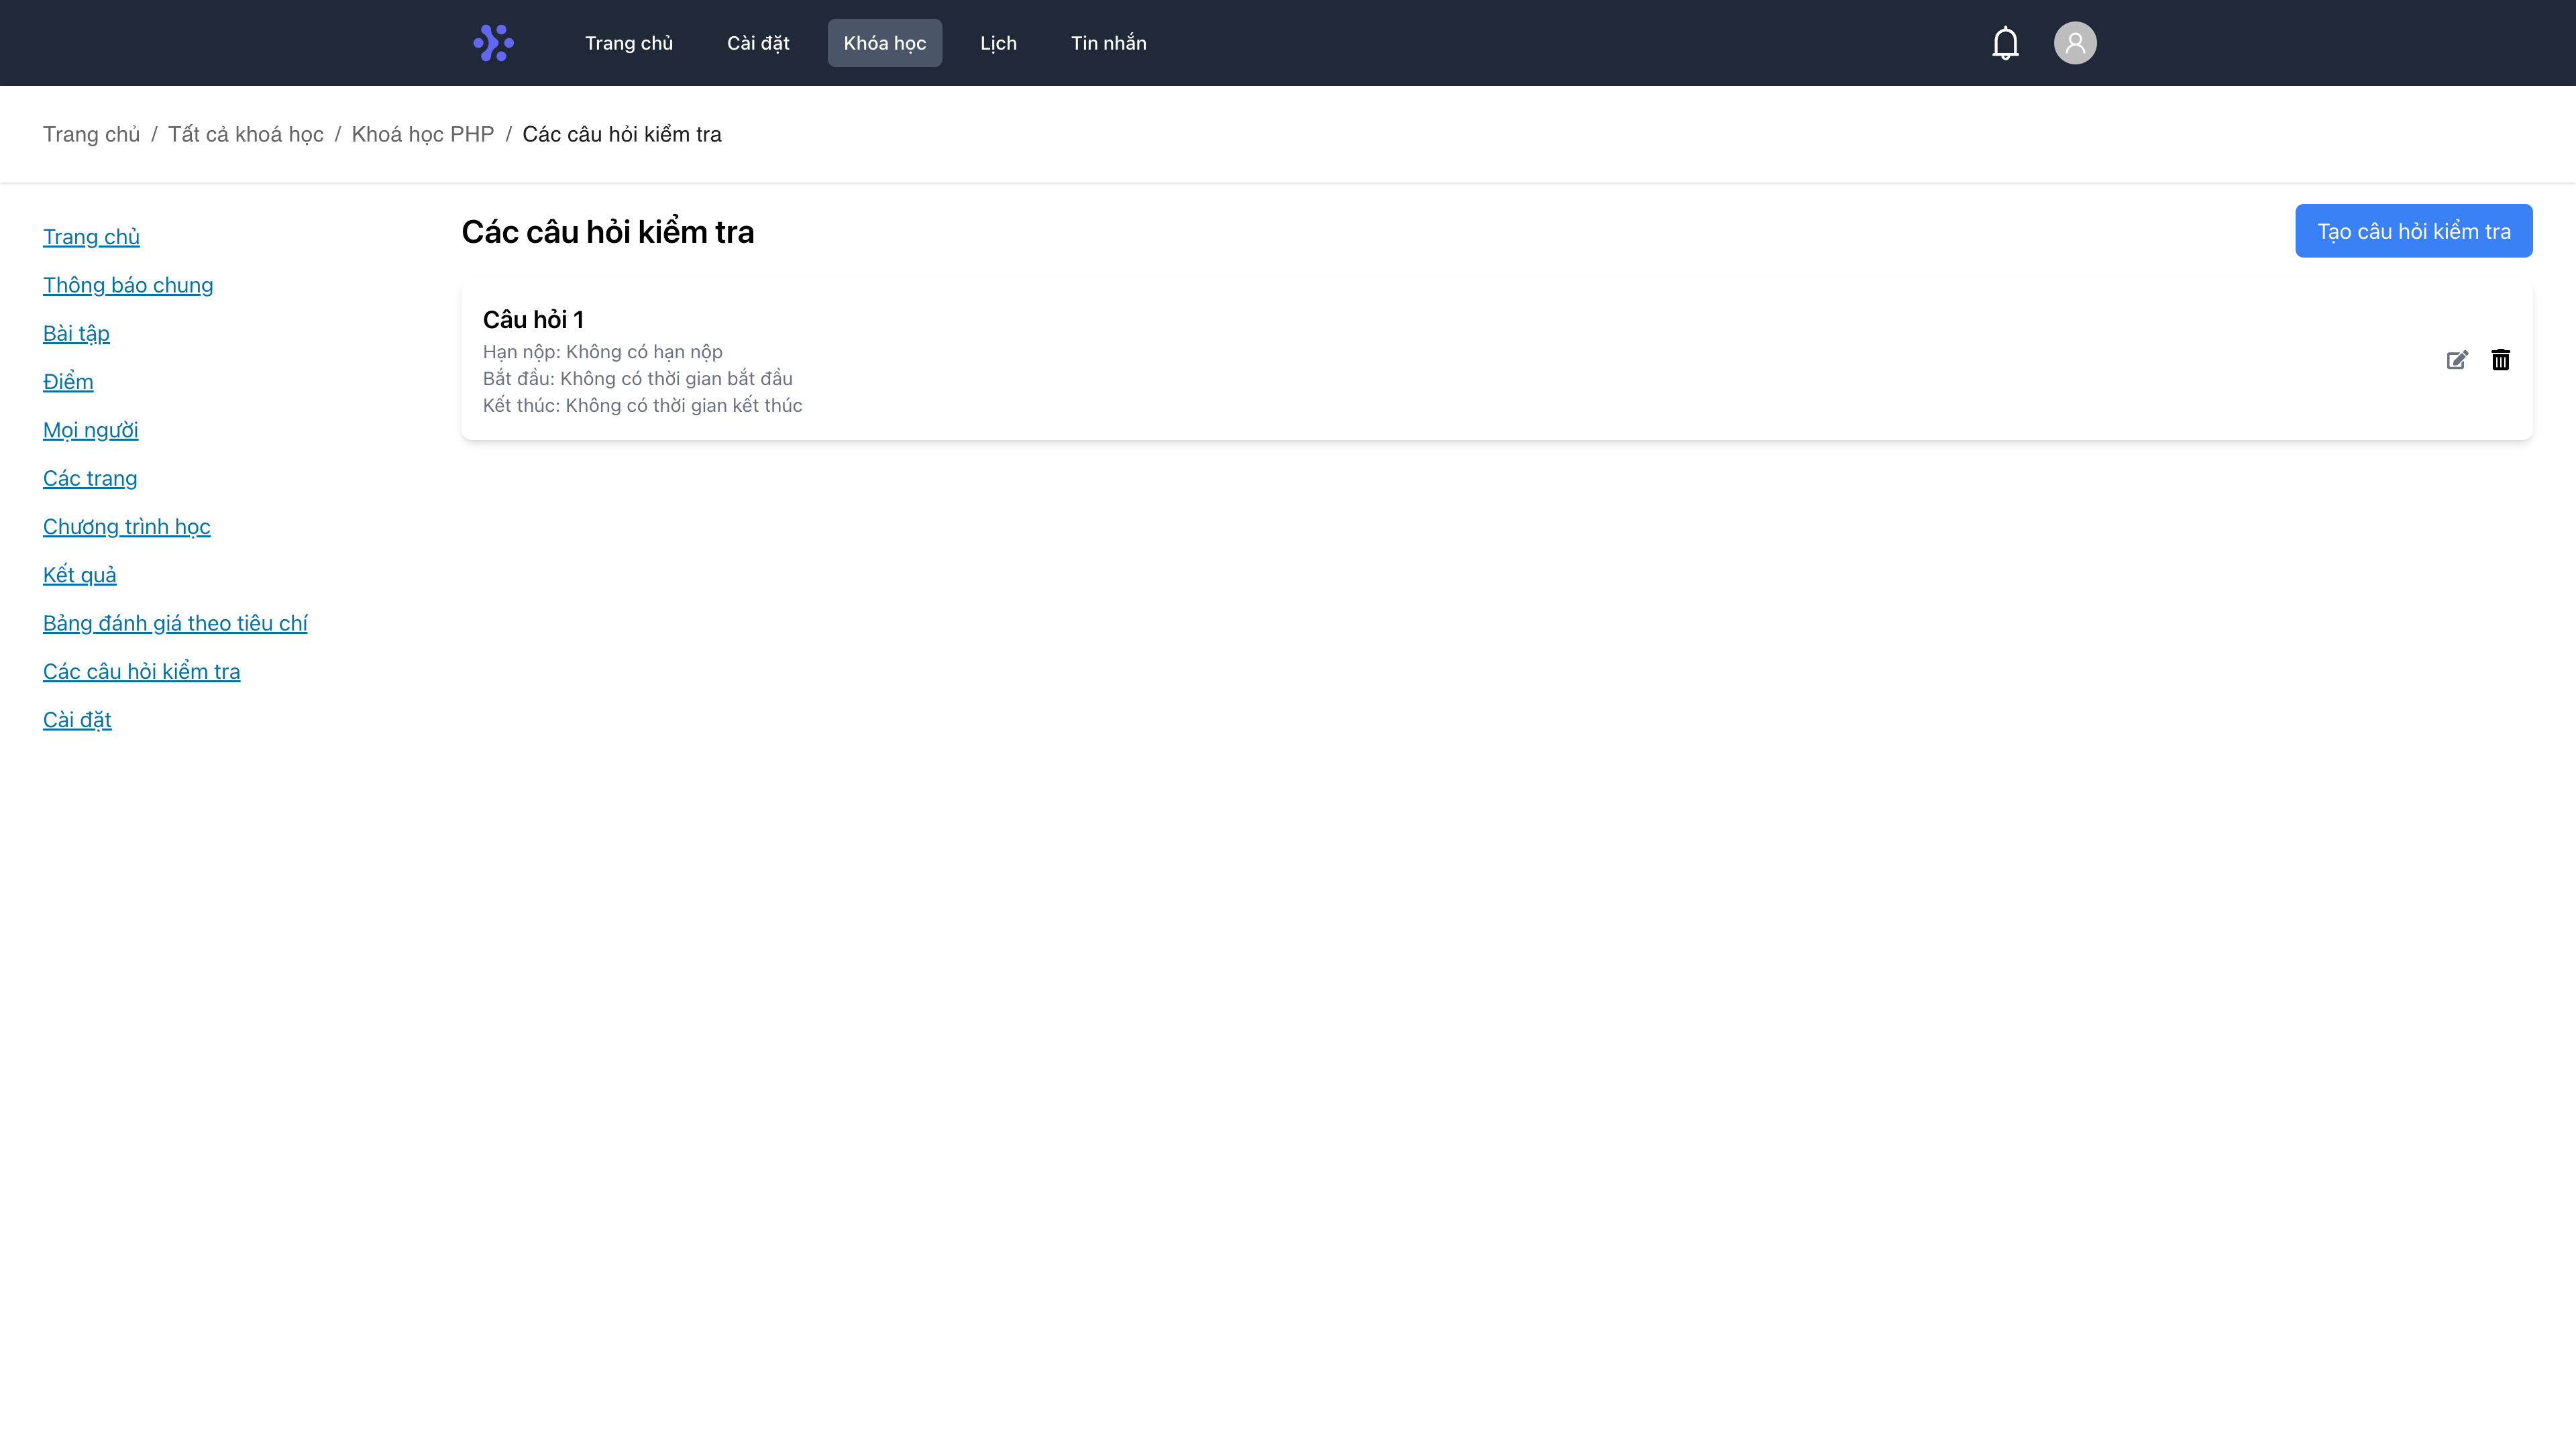 Trang chủ
Cài đặt
Khóa học
Lịch
Tin nhắn
Trang chủ / Tất cả khoá học / Khoá học PHP / Các câu hỏi kiểm tra
Trang chủ
Thông báo chung
Bài tập
Điểm
Mọi người
Các trang
Chương trình học
Kết quả
Bảng đánh giá theo tiêu chí
Các câu hỏi kiểm tra
Cài đặt
Các câu hỏi kiểm tra
Tạo câu hỏi kiểm tra
Câu hỏi 1
Hạn nộp: Không có hạn nộp
Bắt đầu: Không có thời gian bắt đầu
Kết thúc: Không có thời gian kết thúc